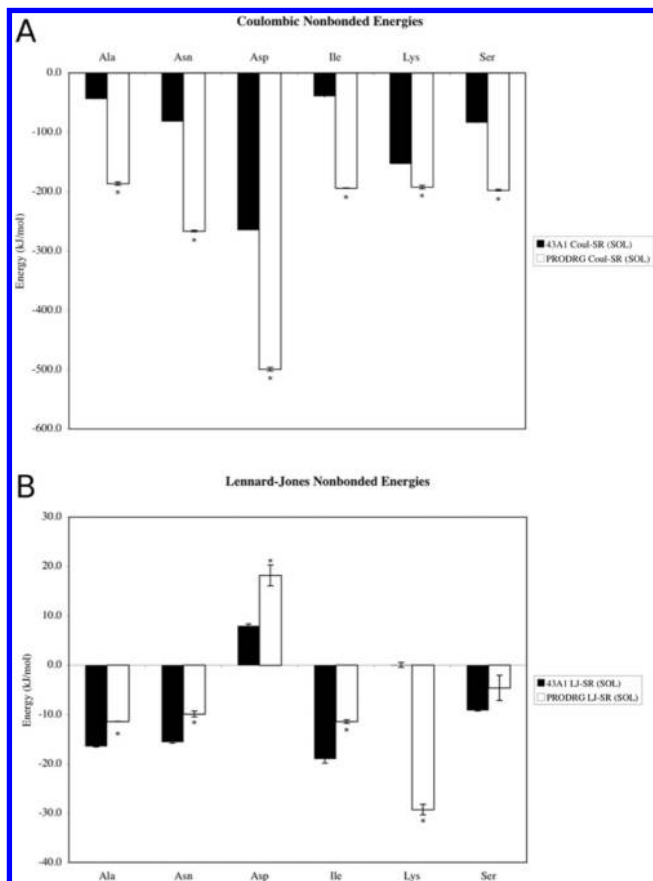 A
Coulombic Nonbonded Energies
Ala Asn Asp Ile Lys Ser
0.0
-100.0
-200.0
-300.0
-400.0
-500.0
-600.0
Energy (kJ/mol)
* * * * * *
43A1 Coul-SR (SOL)
PRODRG Coul-SR (SOL)
B
Lennard-Jones Nonbonded Energies
30.0
20.0
10.0
0.0
-10.0
-20.0
-30.0
-40.0
Energy (kJ/mol)
* * * * *
43A1 LJ-SR (SOL)
PRODRG LJ-SR (SOL)
Ala Asn Asp Ile Lys Ser